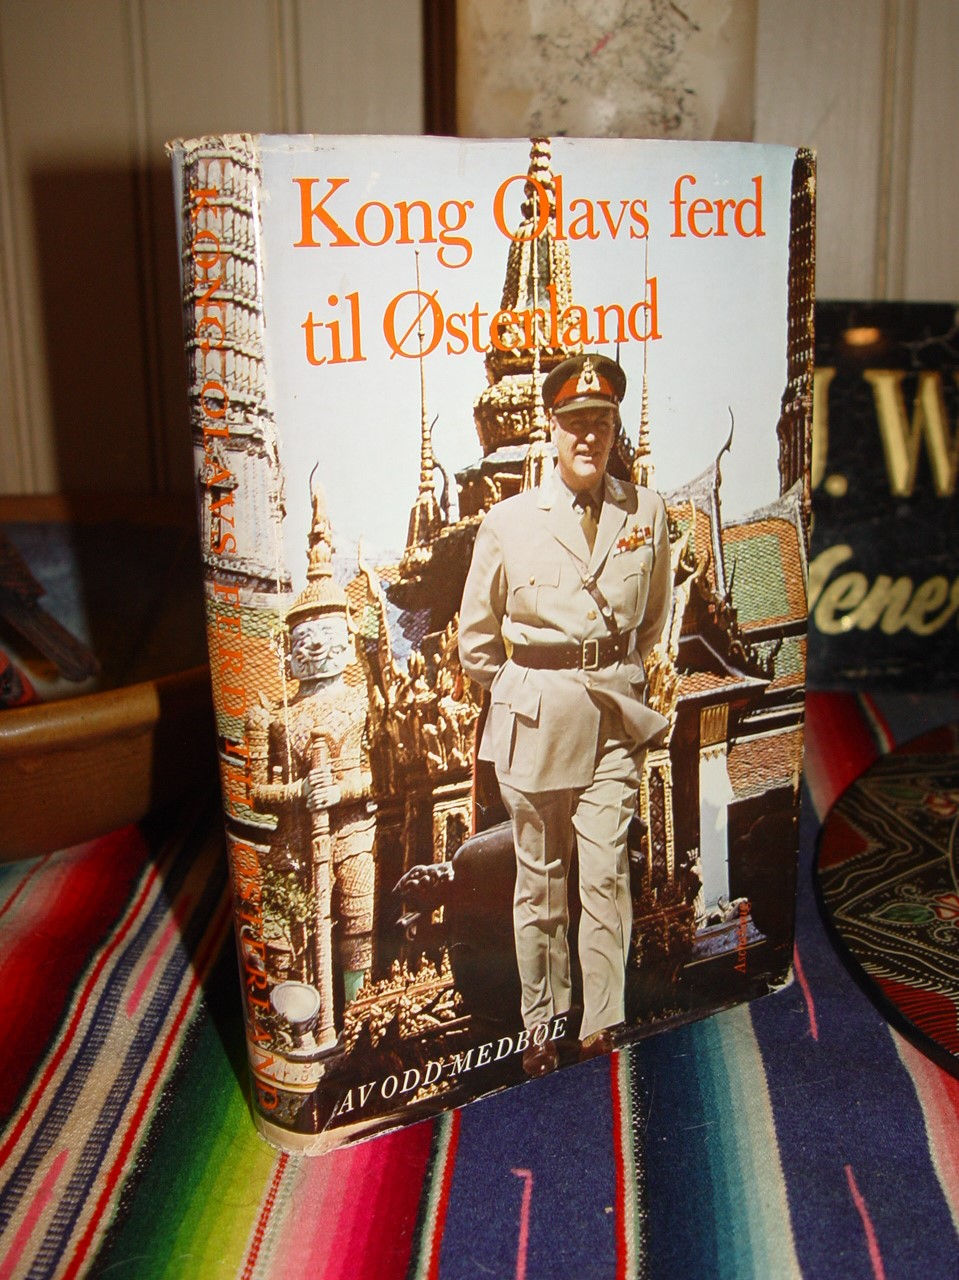 Kong Olavs ferd
til Østerland
AV ODD MEDBØE
KONG OLAVS FERD TIL ØSTERLAND
J. W